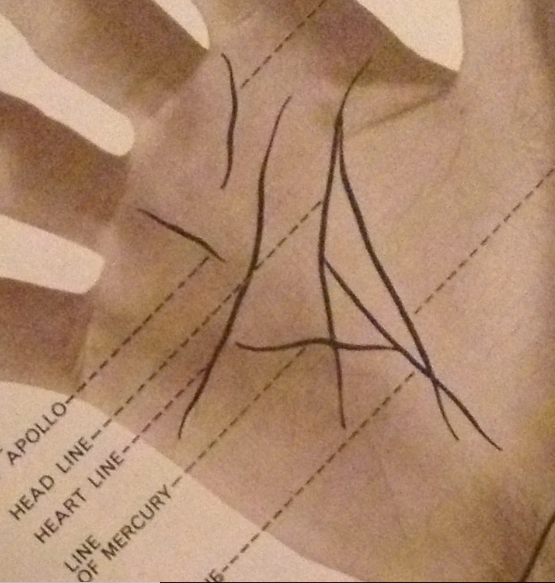 APOLLO
HEAD LINE
HEART LINE
LINE
OF MERCURY